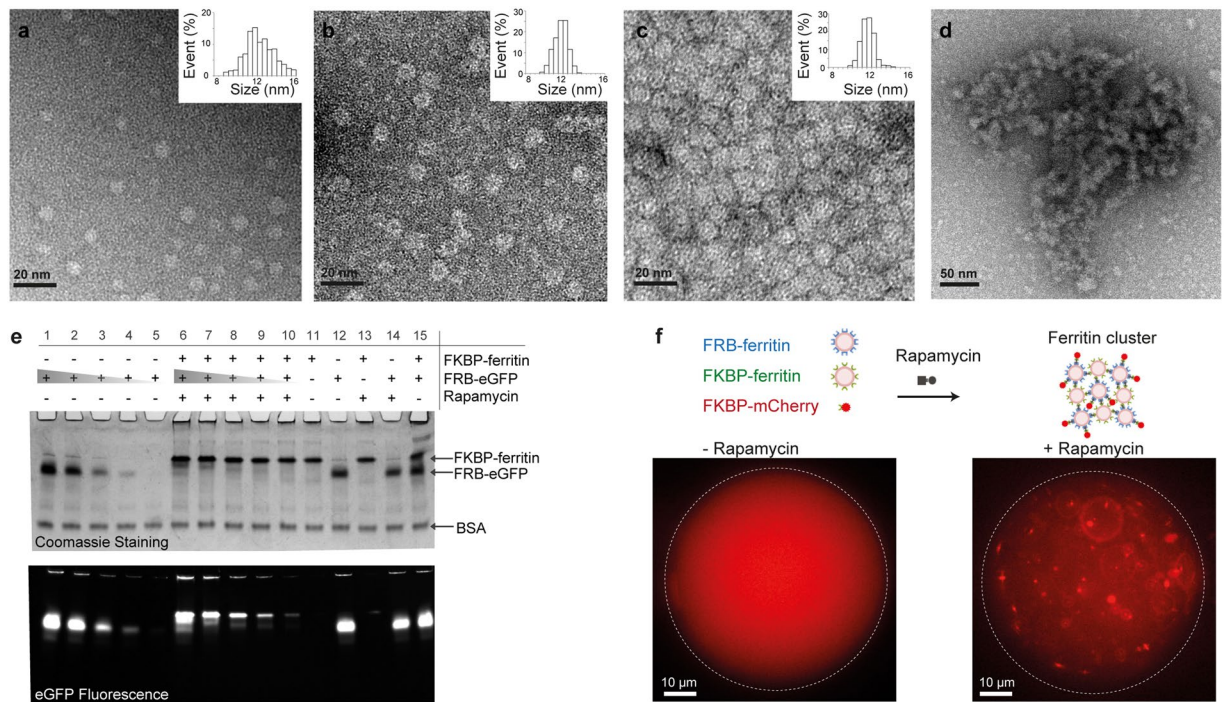 a
Event (%)
20
10
0
8 12 16
Size (nm)
20 nm
b
Event (%)
30
20
10
0
8 12 16
Size (nm)
20 nm
c
Event (%)
30
20
10
0
8 12 16
Size (nm)
20 nm
d
50 nm
e
1 2 3 4 5 6 7 8 9 10 11 12 13 14 15
- - - - - + + + + + + - + - + FKBP-ferritin
+ + + + + + + + + + - + - + + FRB-eGFP
- - - - - + + + + + - - + + - Rapamycin
FKBP-ferritin
FRB-eGFP
BSA
Coomassie Staining
eGFP Fluorescence
f
FRB-ferritin
FKBP-ferritin
FKBP-mCherry
Rapamycin
Ferritin cluster
- Rapamycin
+ Rapamycin
10 µm
10 µm